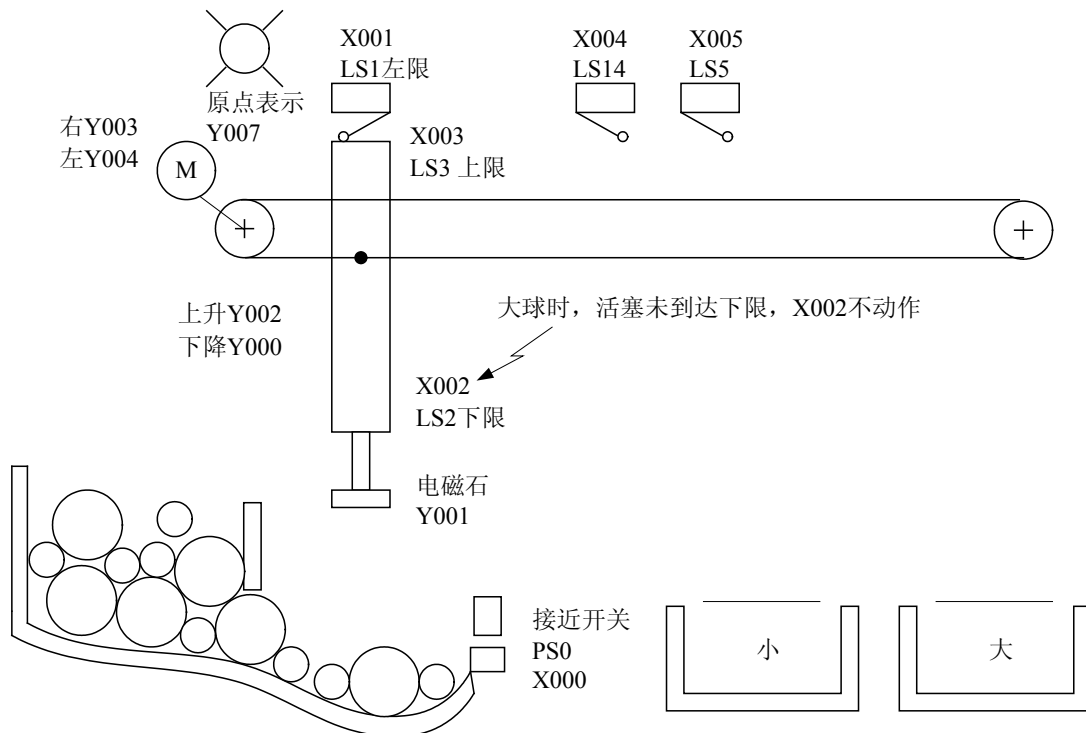 X001
LS1左限
X004
LS14
X005
LS5
原点表示
Y007
右Y003
左Y004
M
X003
LS3 上限
上升Y002
下降Y000
大球时，活塞未到达下限，X002不动作
X002
LS2下限
电磁石
Y001
接近开关
PS0
X000
小
大